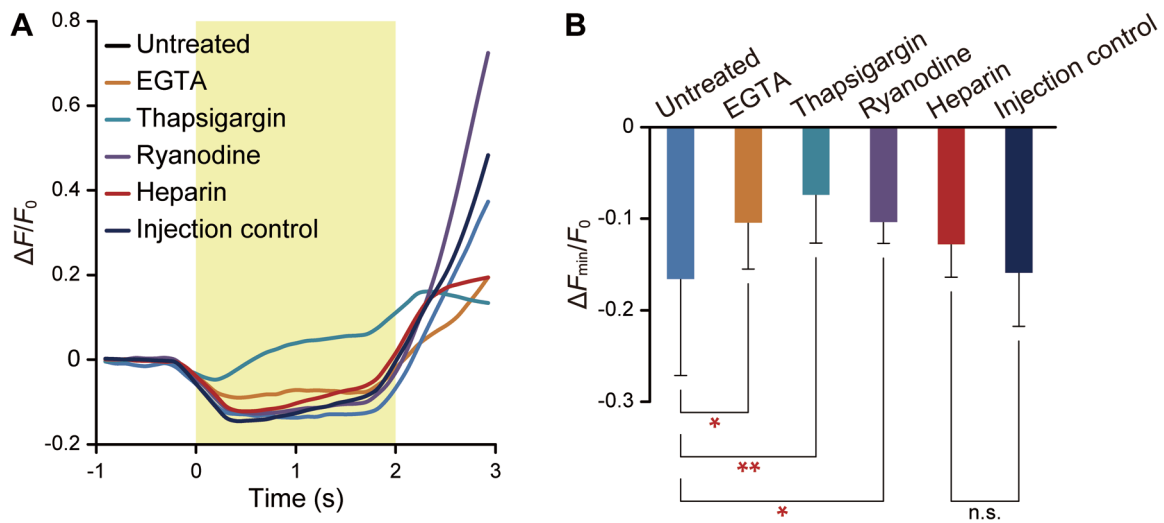 A
ΔF/F0
0.8
0.6
0.4
0.2
0
-0.2
Untreated
EGTA
Thapsigargin
Ryanodine
Heparin
Injection control
-1 0 1 2 3
Time (s)
B
Untreated
EGTA
Thapsigargin
Ryanodine
Heparin
Injection control
ΔFmin/F0
0
-0.1
-0.2
-0.3
*
**
*
n.s.